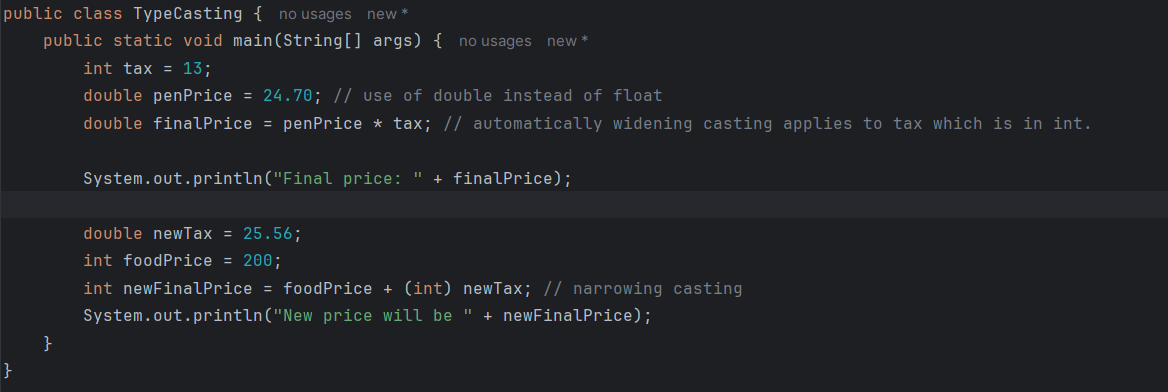 public class TypeCasting { no usages new *
public static void main(String[] args) { no usages new *
int tax = 13;
double penPrice = 24.70; // use of double instead of float
double finalPrice = penPrice * tax; // automatically widening casting applies to tax which is in int.
System.out.println("Final price: " + finalPrice);
double newTax = 25.56;
int foodPrice = 200;
int newFinalPrice = foodPrice + (int) newTax; // narrowing casting
System.out.println("New price will be " + newFinalPrice);
}
}